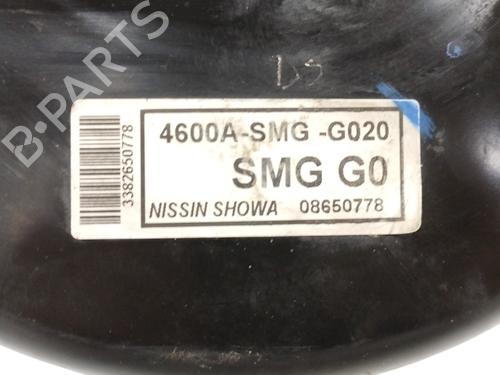 B-PARTS
4600A-SMG -G020
SMG G0
NISSIN SHOWA 08650778
3382650778